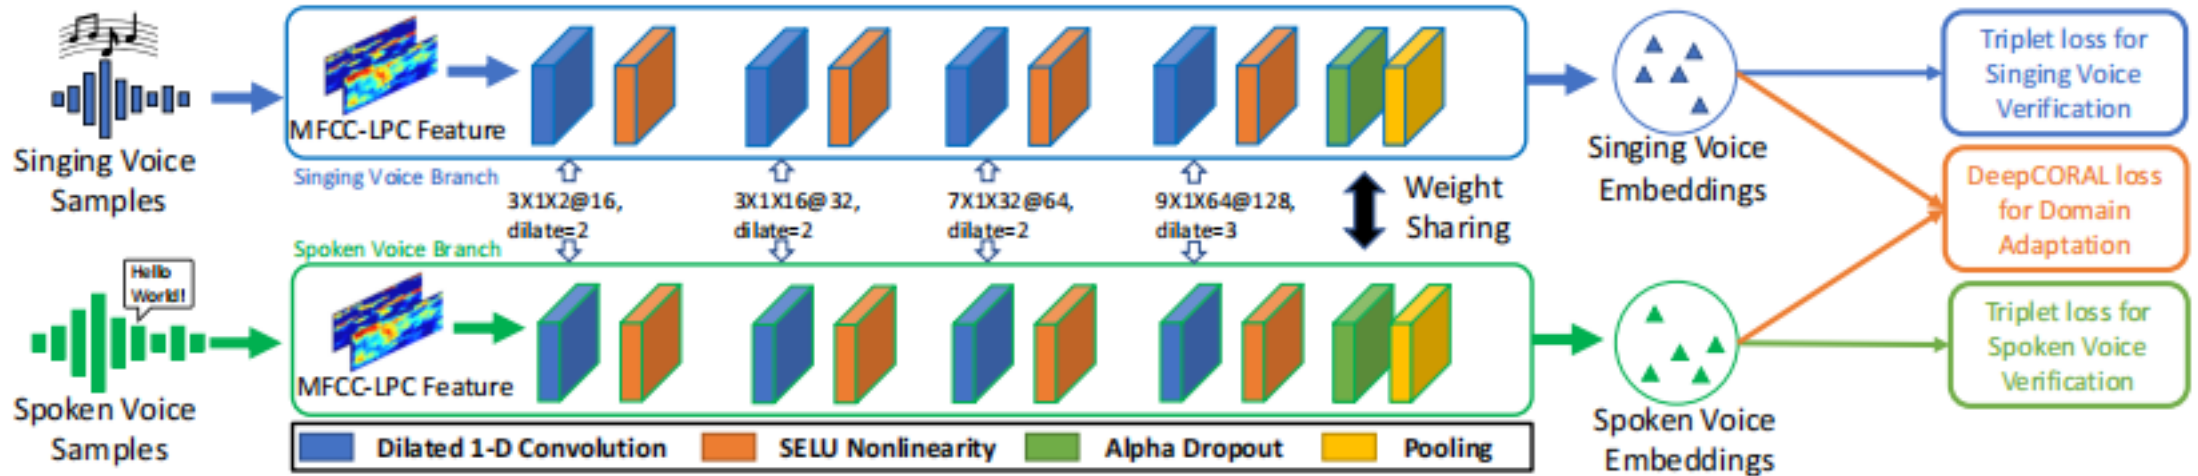 Singing Voice
Samples
MFCC-LPC Feature
Singing Voice Branch
3X1X2@16,
dilate=2
3X1X16@32,
dilate=2
7X1X32@64,
dilate=2
9X1X64@128,
dilate=3
Weight
Sharing
Singing Voice
Embeddings
Triplet loss for
Singing Voice
Verification
DeepCORAL loss
for Domain
Adaptation
Spoken Voice Branch
Hello
World!
Spoken Voice
Samples
MFCC-LPC Feature
Spoken Voice
Embeddings
Triplet loss for
Spoken Voice
Verification
Dilated 1-D Convolution
SELU Nonlinearity
Alpha Dropout
Pooling